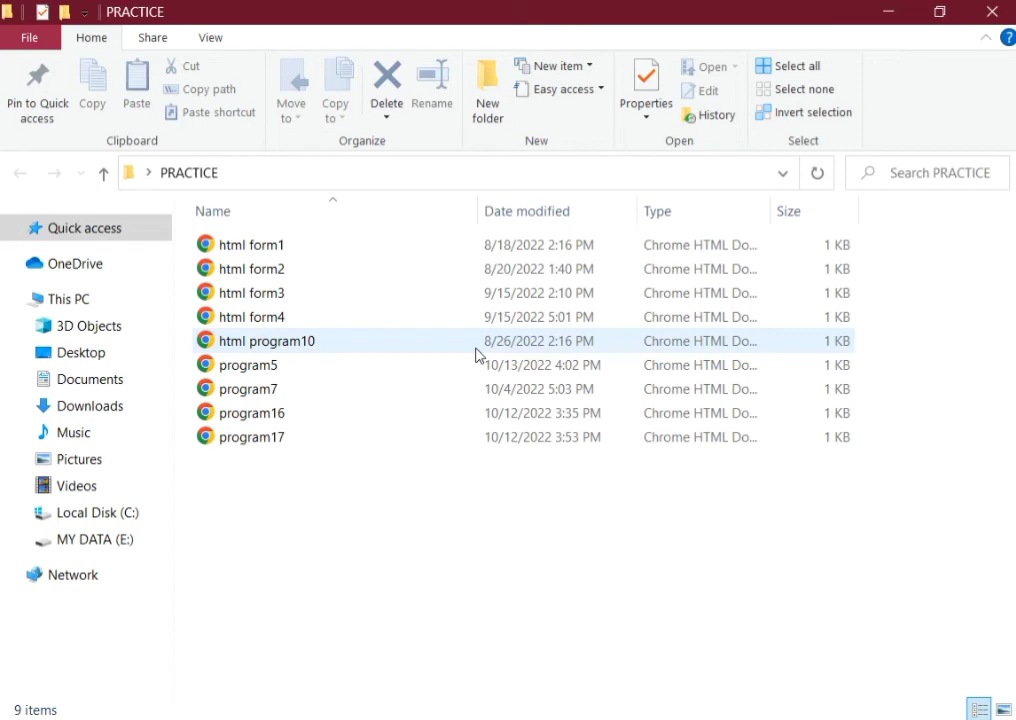 PRACTICE
File Home Share View
Pin to Quick access
Copy
Paste
Cut
Copy path
Paste shortcut
Clipboard
Move to
Copy to
Delete
Rename
Organize
New folder
New item
Easy access
New
Properties
Open
Edit
History
Open
Select all
Select none
Invert selection
Select
PRACTICE
Search PRACTICE
Quick access
OneDrive
This PC
3D Objects
Desktop
Documents
Downloads
Music
Pictures
Videos
Local Disk (C:)
MY DATA (E:)
Network
Name Date modified Type Size
html form1 8/18/2022 2:16 PM Chrome HTML Do... 1 KB
html form2 8/20/2022 1:40 PM Chrome HTML Do... 1 KB
html form3 9/15/2022 2:10 PM Chrome HTML Do... 1 KB
html form4 9/15/2022 5:01 PM Chrome HTML Do... 1 KB
html program10 8/26/2022 2:16 PM Chrome HTML Do... 1 KB
program5 10/13/2022 4:02 PM Chrome HTML Do... 1 KB
program7 10/4/2022 5:03 PM Chrome HTML Do... 1 KB
program16 10/12/2022 3:35 PM Chrome HTML Do... 1 KB
program17 10/12/2022 3:53 PM Chrome HTML Do... 1 KB
9 items